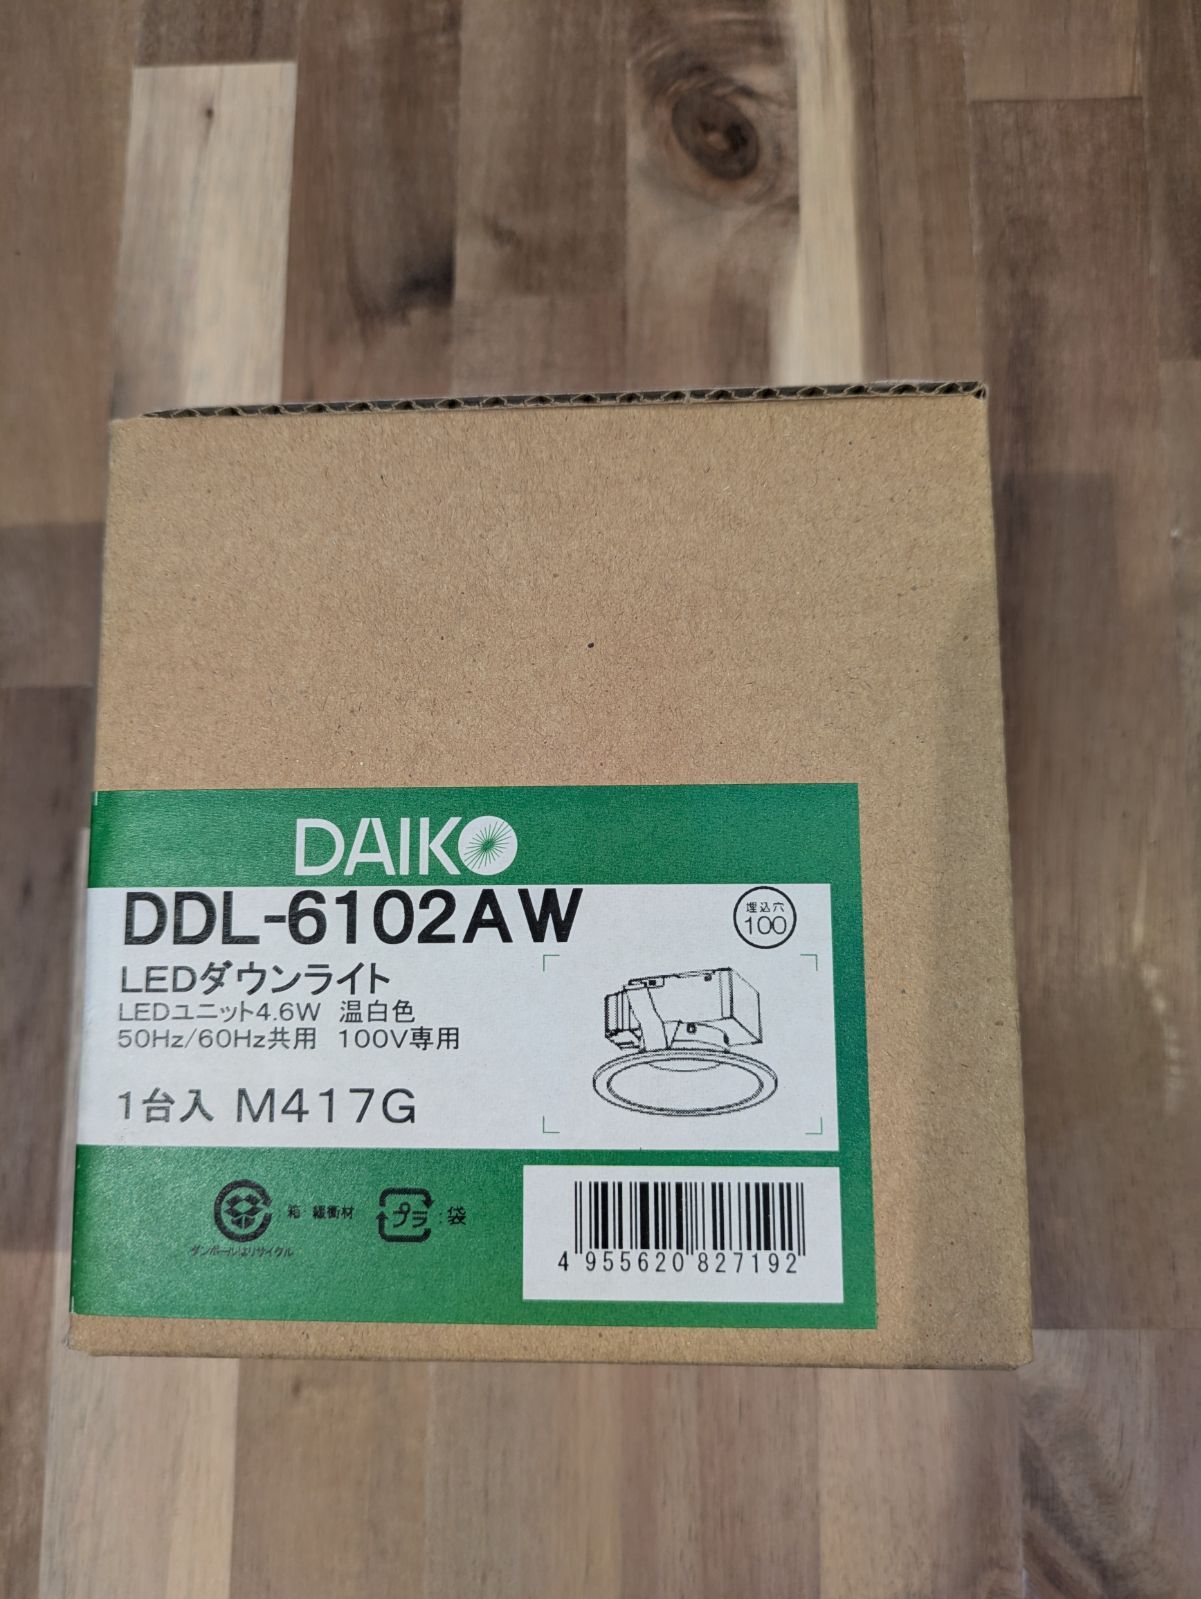 DAIKO
DDL-6102AW
埋込穴
100
LEDダウンライト
LEDユニット4.6W 温白色
50Hz/60Hz共用 100V専用
1台入 M417G
箱 緩衝材
プラ
:袋
ダンボールはリサイクル
4 955620 827192